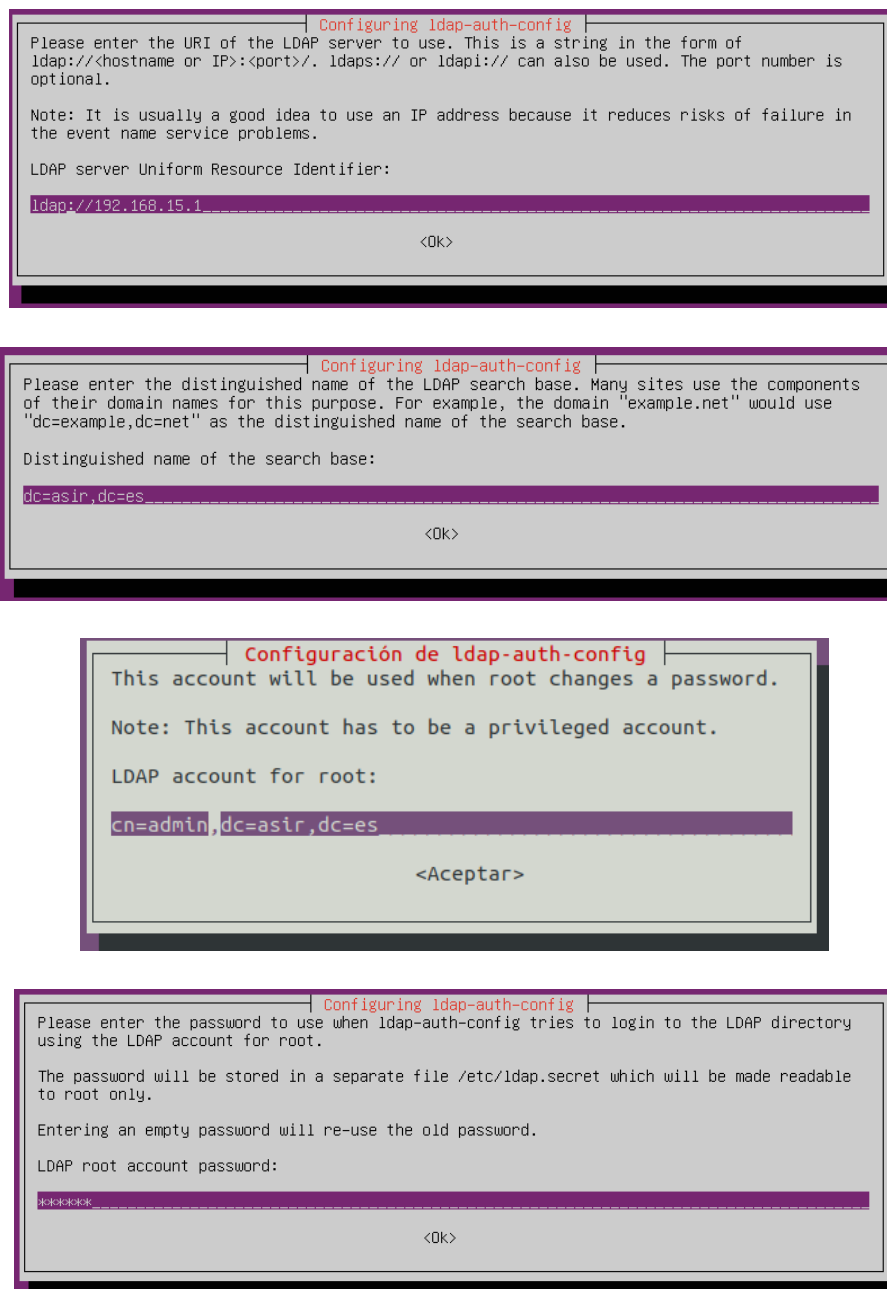 Configuring ldap-auth-config
Please enter the URI of the LDAP server to use. This is a string in the form of
ldap://<hostname or IP>:<port>/. ldaps:// or ldapi:// can also be used. The port number is
optional.
Note: It is usually a good idea to use an IP address because it reduces risks of failure in
the event name service problems.
LDAP server Uniform Resource Identifier:
ldap://192.168.15.1
<Ok>
Configuring ldap-auth-config
Please enter the distinguished name of the LDAP search base. Many sites use the components
of their domain names for this purpose. For example, the domain "example.net" would use
"dc=example,dc=net" as the distinguished name of the search base.
Distinguished name of the search base:
dc=asir,dc=es
<Ok>
Configuración de ldap-auth-config
This account will be used when root changes a password.
Note: This account has to be a privileged account.
LDAP account for root:
cn=admin,dc=asir,dc=es
<Aceptar>
Configuring ldap-auth-config
Please enter the password to use when ldap-auth-config tries to login to the LDAP directory
using the LDAP account for root.
The password will be stored in a separate file /etc/ldap.secret which will be made readable
to root only.
Entering an empty password will re-use the old password.
LDAP root account password:
******
<Ok>